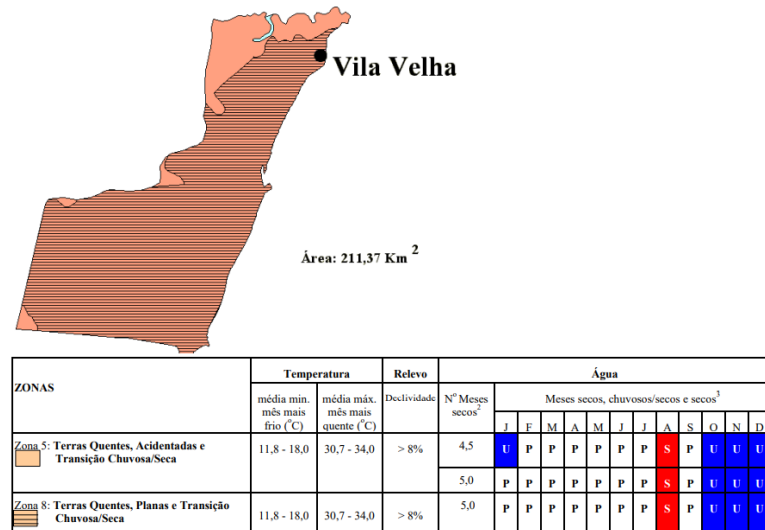 Vila Velha
Área: 211,37 Km 2
ZONAS
Temperatura
Relevo
Água
média min. mês mais frio (°C)
média máx. mês mais quente (°C)
Declividade
Nº Meses secos2
Meses secos, chuvosos/secos e secos3
J F M A M J J A S O N D
Zona 5: Terras Quentes, Acidentadas e
Transição Chuvosa/Seca
11,8 - 18,0
30,7 - 34,0
> 8%
4,5
U P P P P P P S P U U U
5,0
P P P P P P P S P U U U
Zona 8: Terras Quentes, Planas e Transição
Chuvosa/Seca
11,8 - 18,0
30,7 - 34,0
> 8%
5,0
P P P P P P P S P U U U